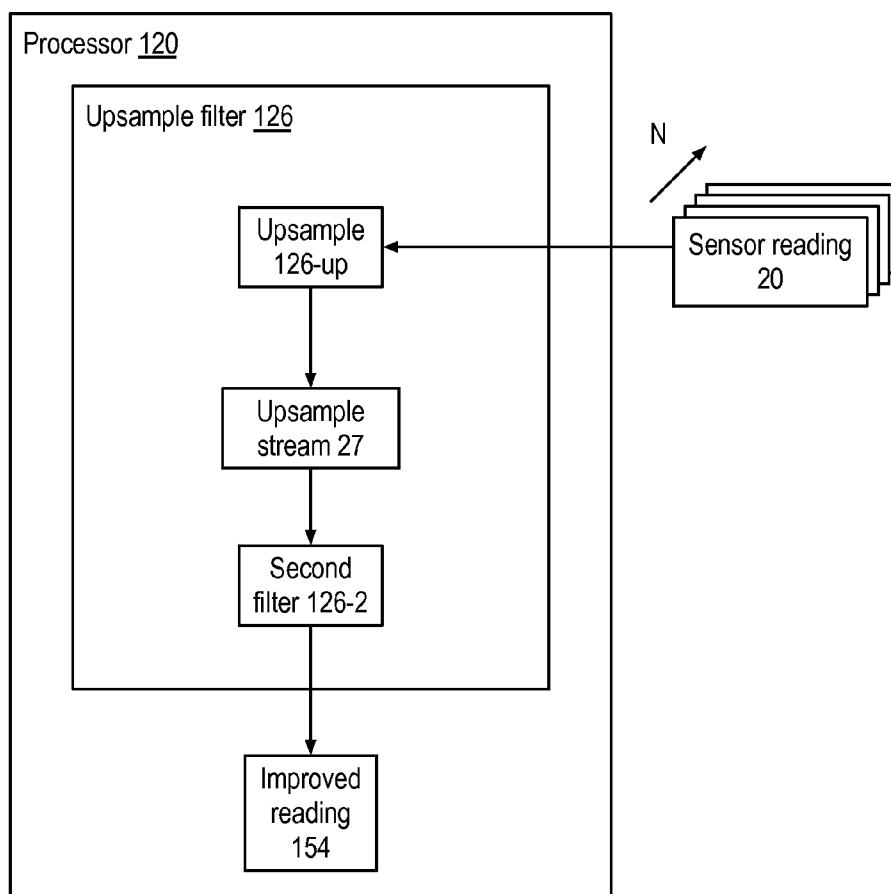 Processor 120
Upsample filter 126
N
Upsample
126-up
Sensor reading
20
Upsample
stream 27
Second
filter 126-2
Improved
reading
154